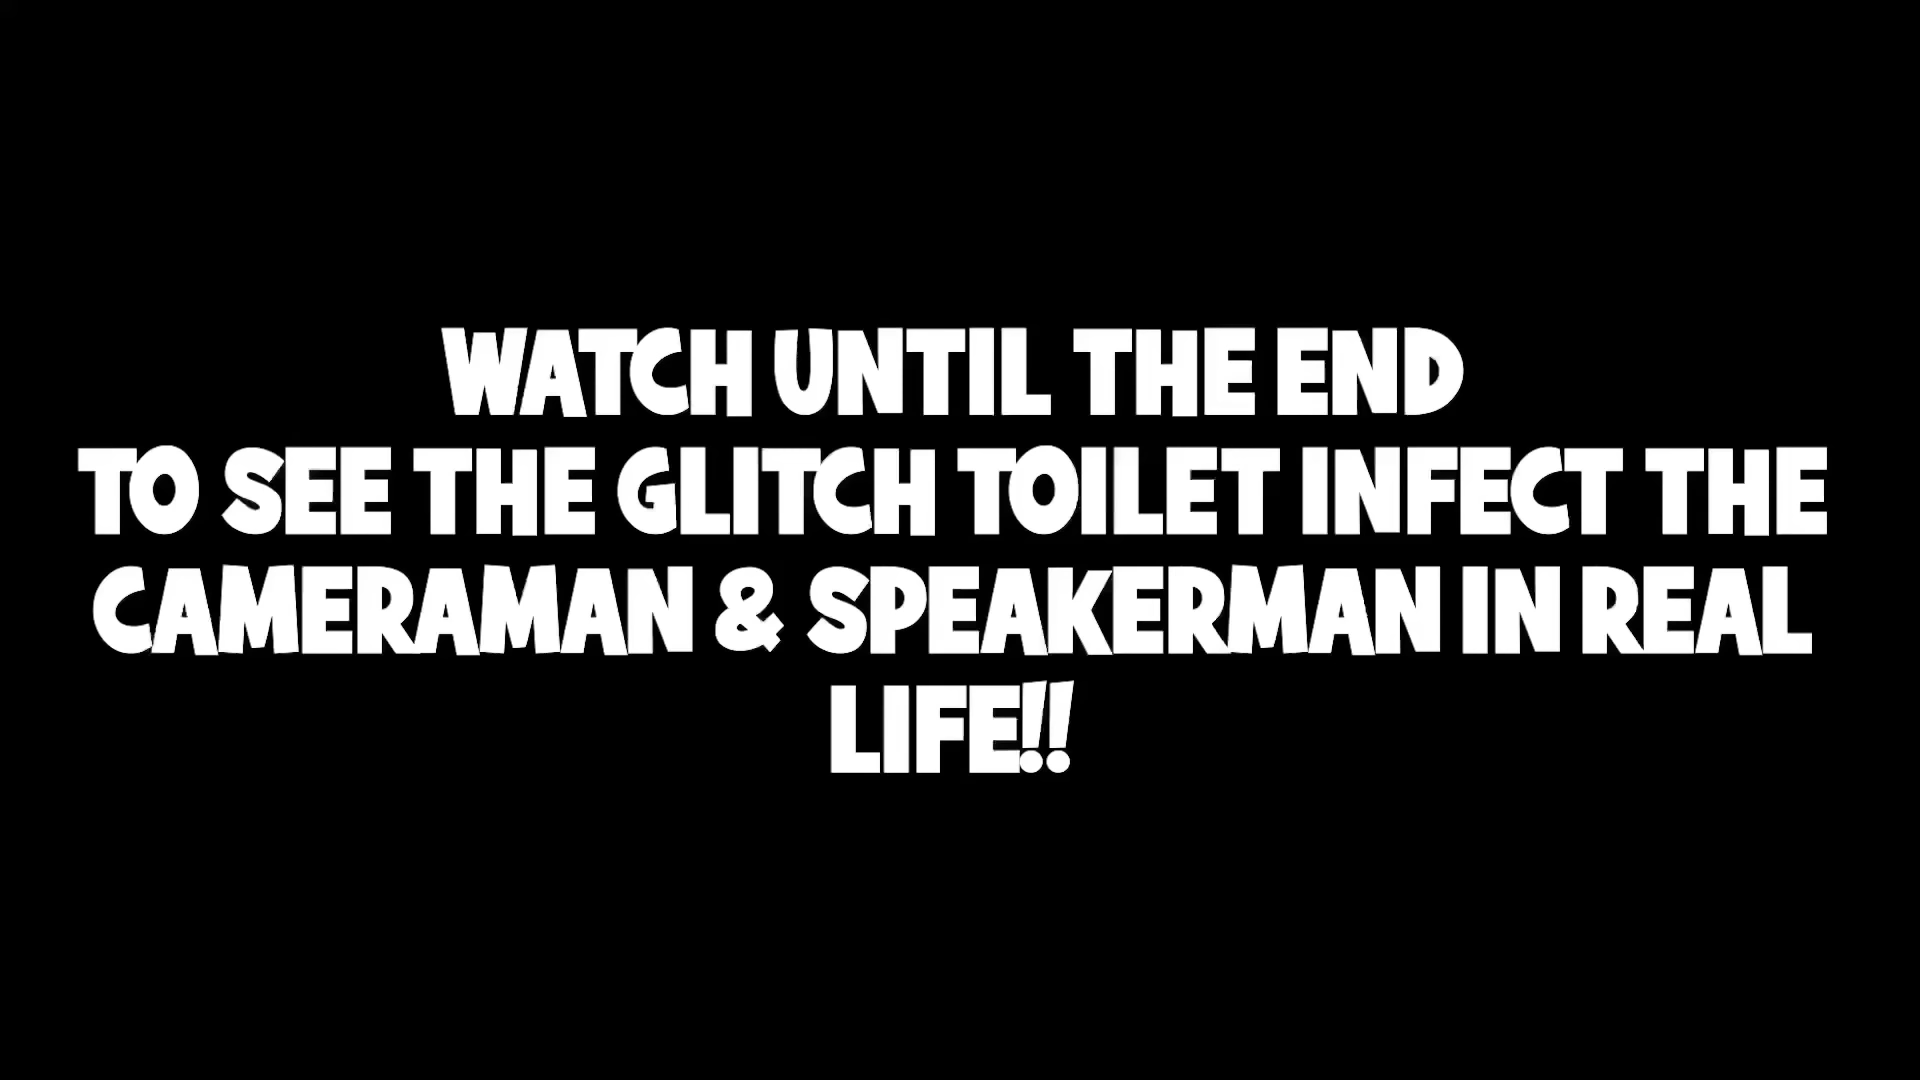 WATCH UNTIL THE END
TO SEE THE GLITCH TOILET INFECT THE
CAMERAMAN & SPEAKERMAN IN REAL
LIFE!!